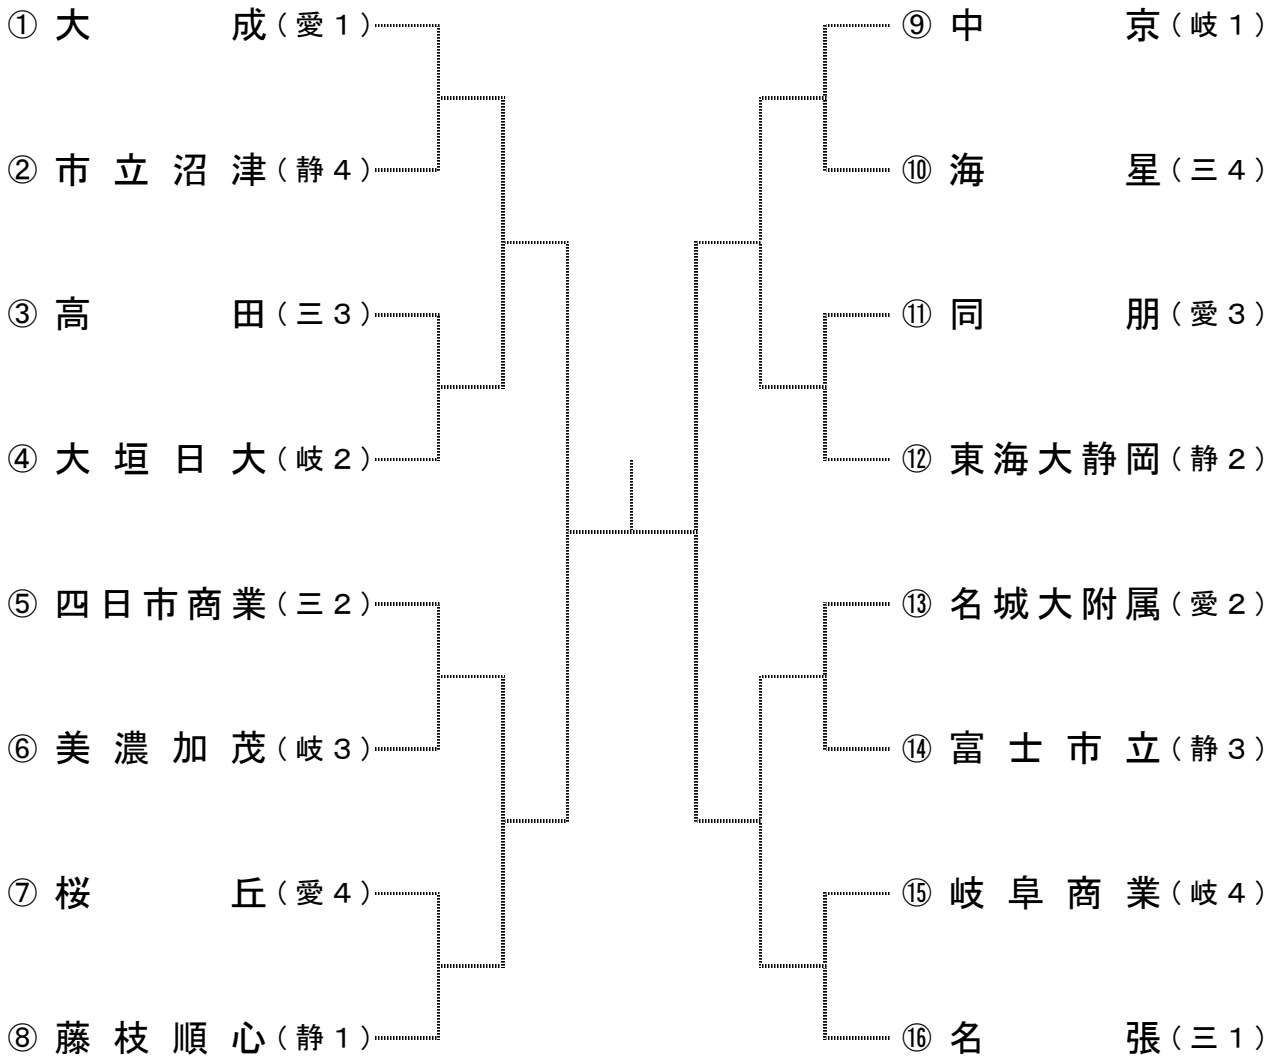 ① 大成（愛１）
② 市立沼津（静４）
③ 高田（三３）
④ 大垣日大（岐２）
⑤ 四日市商業（三２）
⑥ 美濃加茂（岐３）
⑦ 桜丘（愛４）
⑧ 藤枝順心（静１）
⑨ 中京（岐１）
⑩ 海星（三４）
⑪ 同朋（愛３）
⑫ 東海大静岡（静２）
⑬ 名城大附属（愛２）
⑭ 富士市立（静３）
⑮ 岐阜商業（岐４）
⑯ 名張（三１）